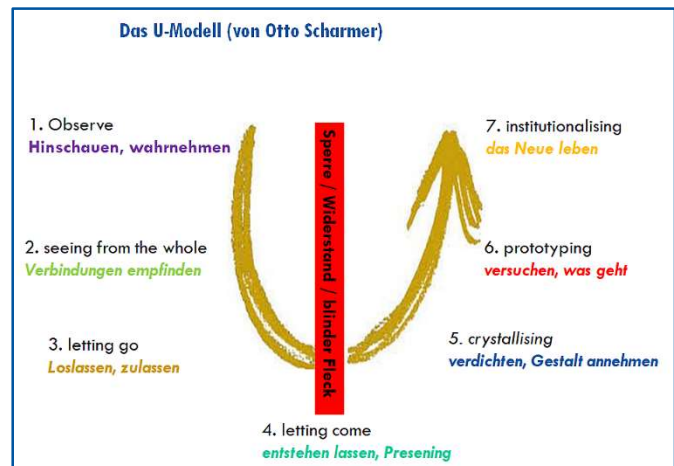 Das U-Modell (von Otto Scharmer)
1. Observe
Hinschauen, wahrnehmen
2. seeing from the whole
Verbindungen empfinden
3. letting go
Loslassen, zulassen
Sperre / Widerstand / blinder Fleck
4. letting come
entstehen lassen, Presening
5. crystallising
verdichten, Gestalt annehmen
6. prototyping
versuchen, was geht
7. institutionalising
das Neue leben